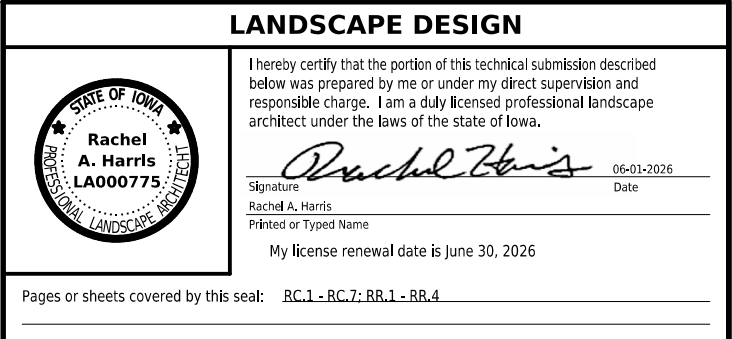 LANDSCAPE DESIGN
STATE OF IOWA
Rachel
A. HarrIs
LA000775
PROFESSIONAL LANDSCAPE ARCHITECHT
I hereby certify that the portion of this technical submission described
below was prepared by me or under my direct supervision and
responsible charge. I am a duly licensed professional landscape
architect under the laws of the state of Iowa.
Rachel Harris 06-01-2026
Signature Date
Rachel A. Harris
Printed or Typed Name
My license renewal date is June 30, 2026
Pages or sheets covered by this seal: RC.1 - RC.7; RR.1 - RR.4